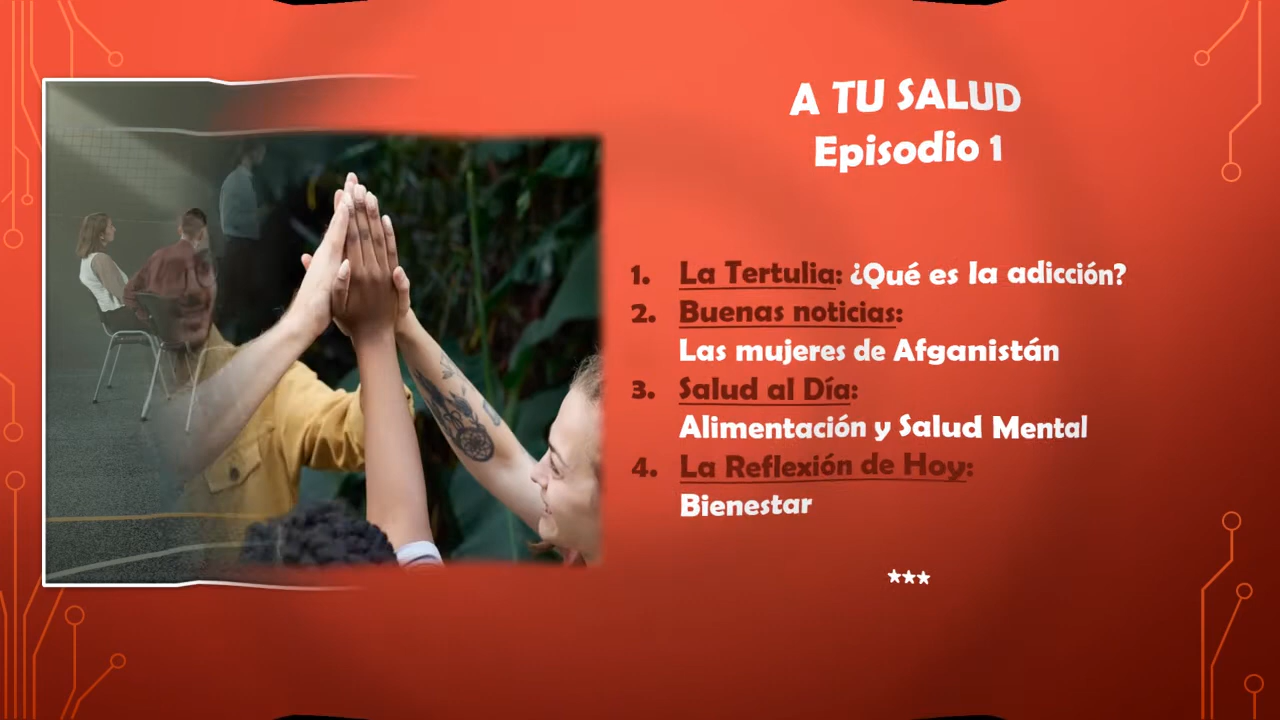 A TU SALUD
Episodio 1
1. La Tertulia: ¿Qué es la adicción?
2. Buenas noticias:
Las mujeres de Afganistán
3. Salud al Día:
Alimentación y Salud Mental
4. La Reflexión de Hoy:
Bienestar
***